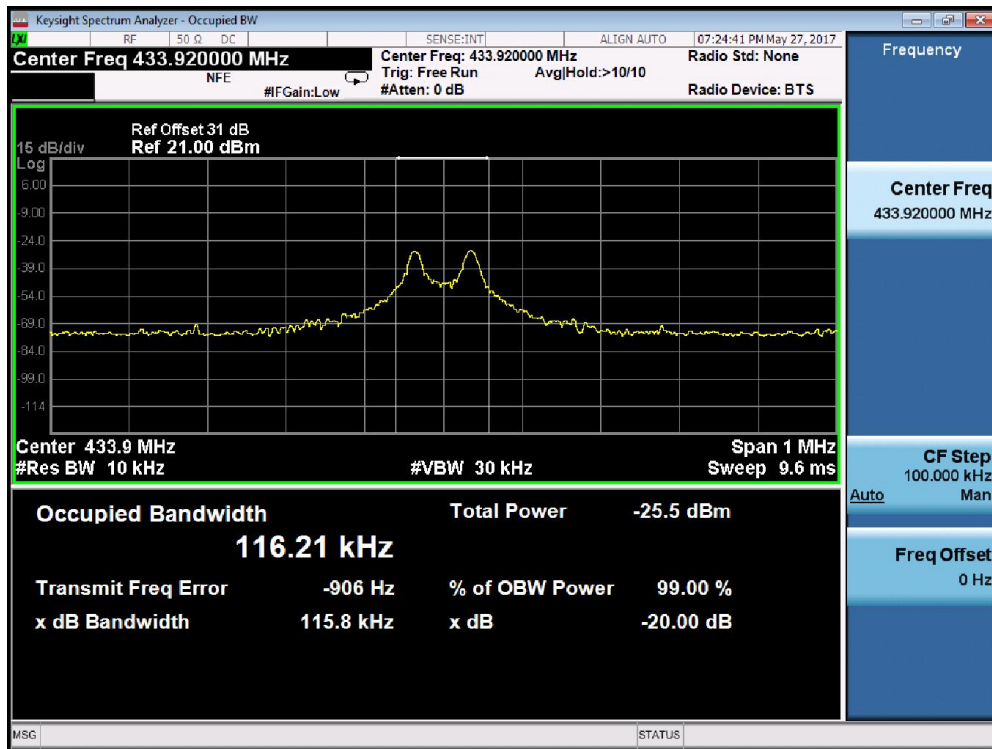 Keysight Spectrum Analyzer - Occupied BW
LXI RF 50 Ω DC SENSE:INT ALIGN AUTO 07:24:41 PM May 27, 2017
Center Freq 433.920000 MHz
NFE
#IFGain:Low
Center Freq: 433.920000 MHz
Trig: Free Run Avg|Hold:>10/10
#Atten: 0 dB
Radio Std: None
Radio Device: BTS
Ref Offset 31 dB
15 dB/div Ref 21.00 dBm
Log
6.00
-9.00
-24.0
-39.0
-54.0
-69.0
-84.0
-99.0
-114
Center 433.9 MHz Span 1 MHz
#Res BW 10 kHz #VBW 30 kHz Sweep 9.6 ms
Occupied Bandwidth Total Power -25.5 dBm
116.21 kHz
Transmit Freq Error -906 Hz % of OBW Power 99.00 %
x dB Bandwidth 115.8 kHz x dB -20.00 dB
MSG STATUS
Frequency
Center Freq
433.920000 MHz
CF Step
100.000 kHz
Auto Man
Freq Offset
0 Hz